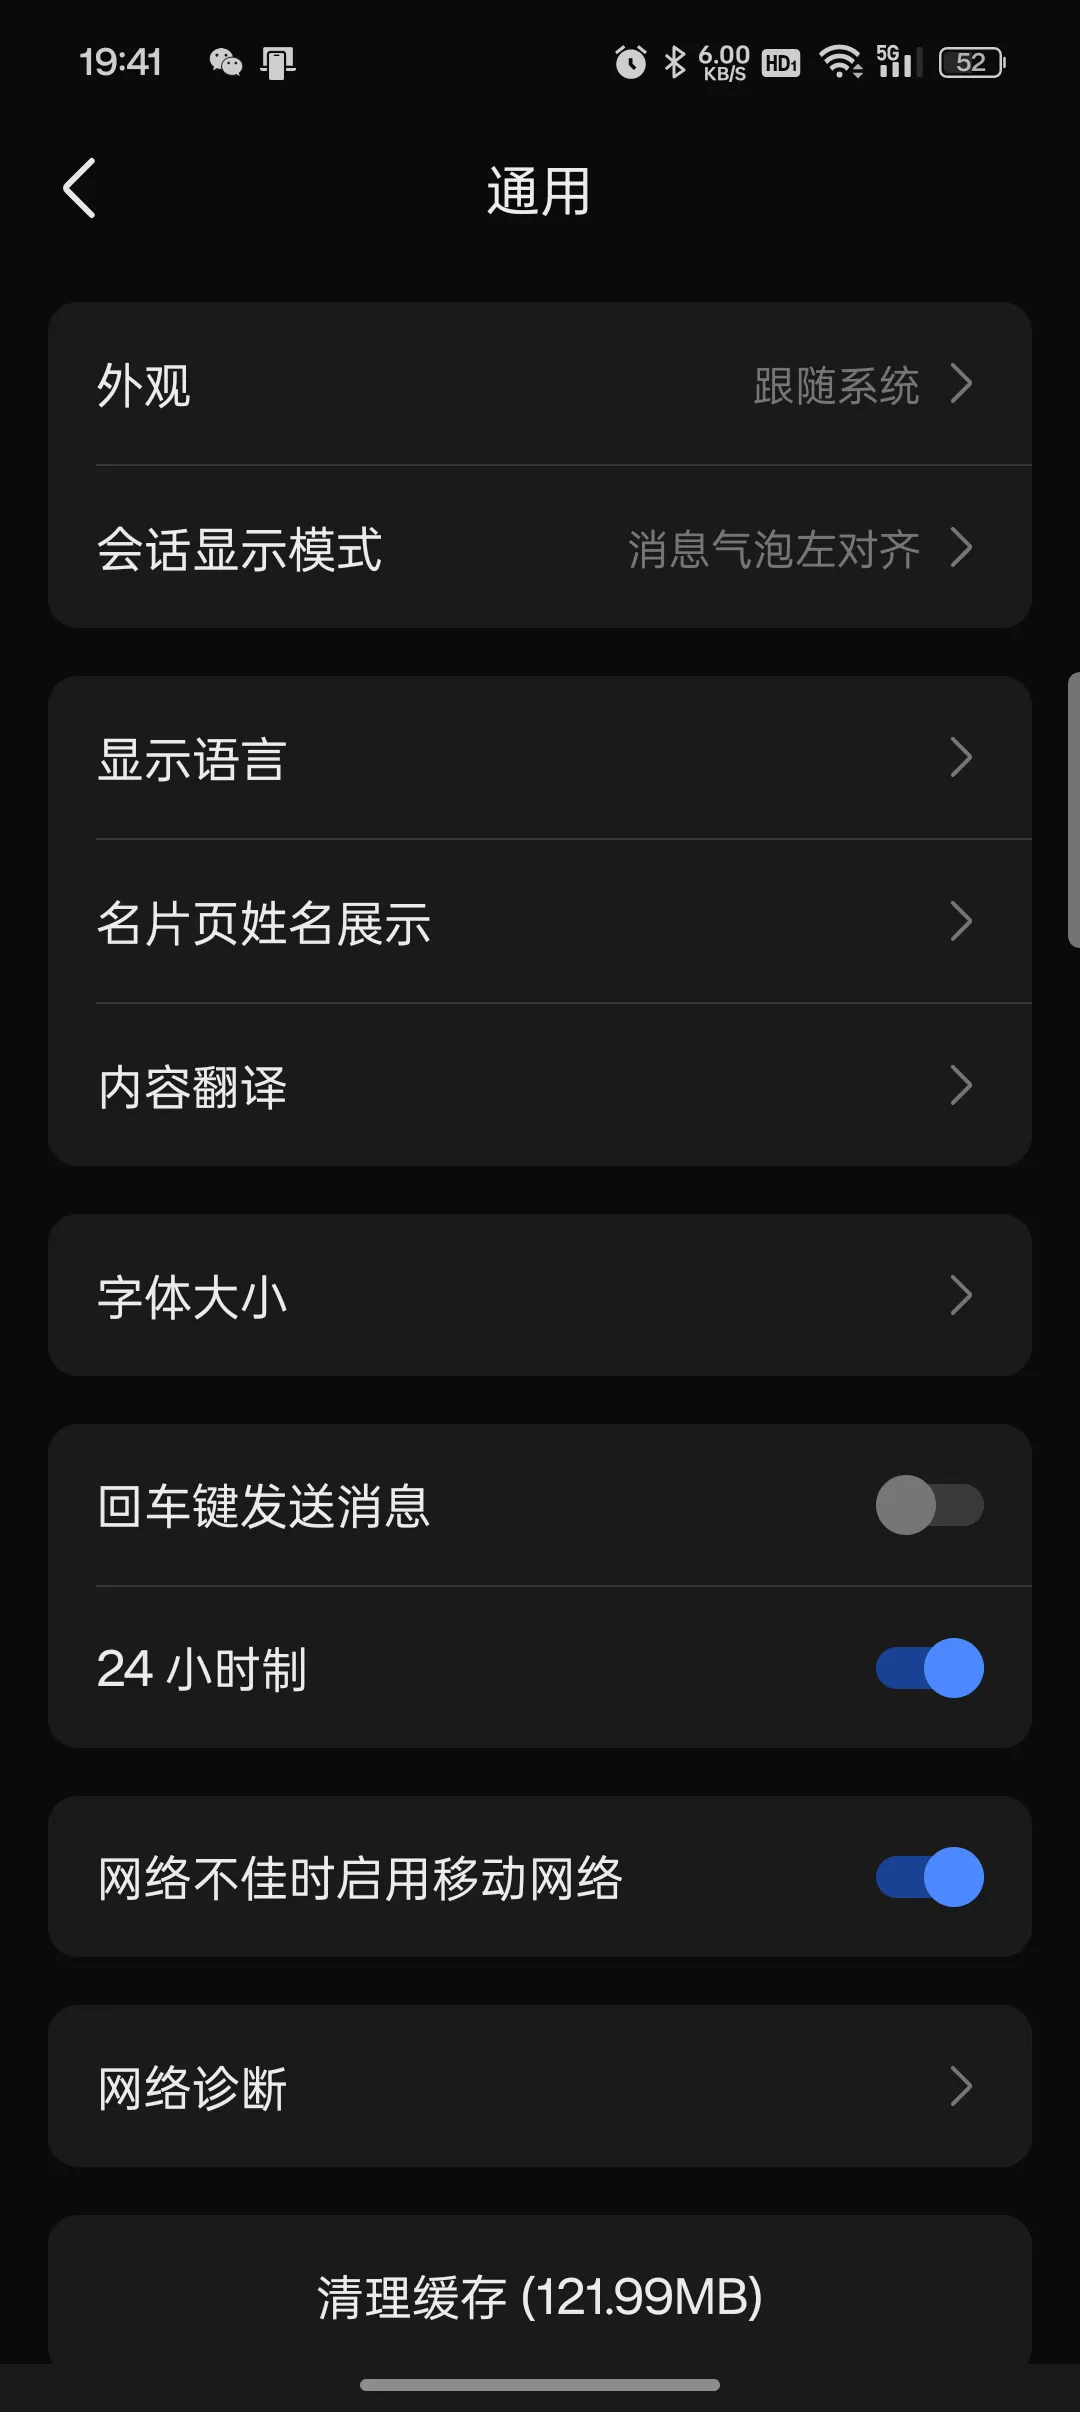 19:41
6.00 KB/S HD1 5G 52
通用
外观 跟随系统
会话显示模式 消息气泡左对齐
显示语言
名片页姓名展示
内容翻译
字体大小
回车键发送消息
24 小时制
网络不佳时启用移动网络
网络诊断
清理缓存 (121.99MB)